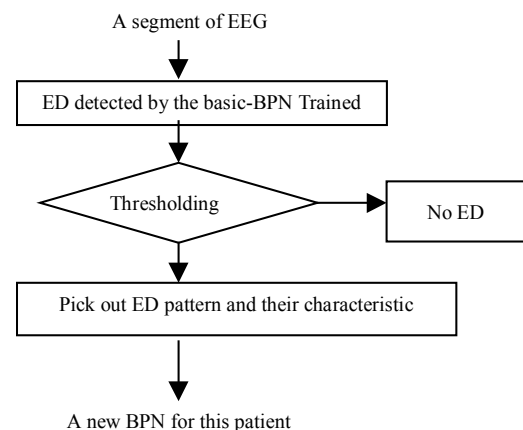 A segment of EEG
ED detected by the basic-BPN Trained
Thresholding
No ED
Pick out ED pattern and their characteristic
A new BPN for this patient